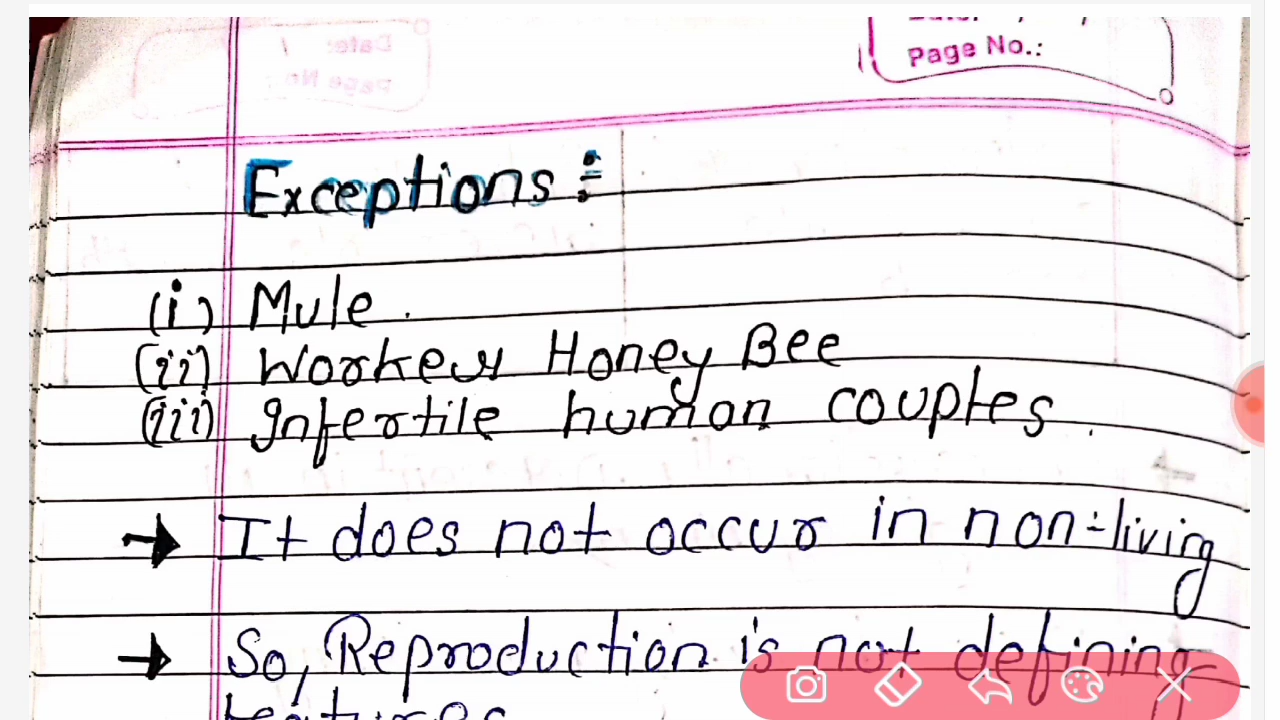 Page No.:
Exceptions :-
(i) Mule.
(ii) Worker Honey Bee
(iii) Infertile human couples.
→ It does not occur in non-living
→ So, Reproduction is not defining
features